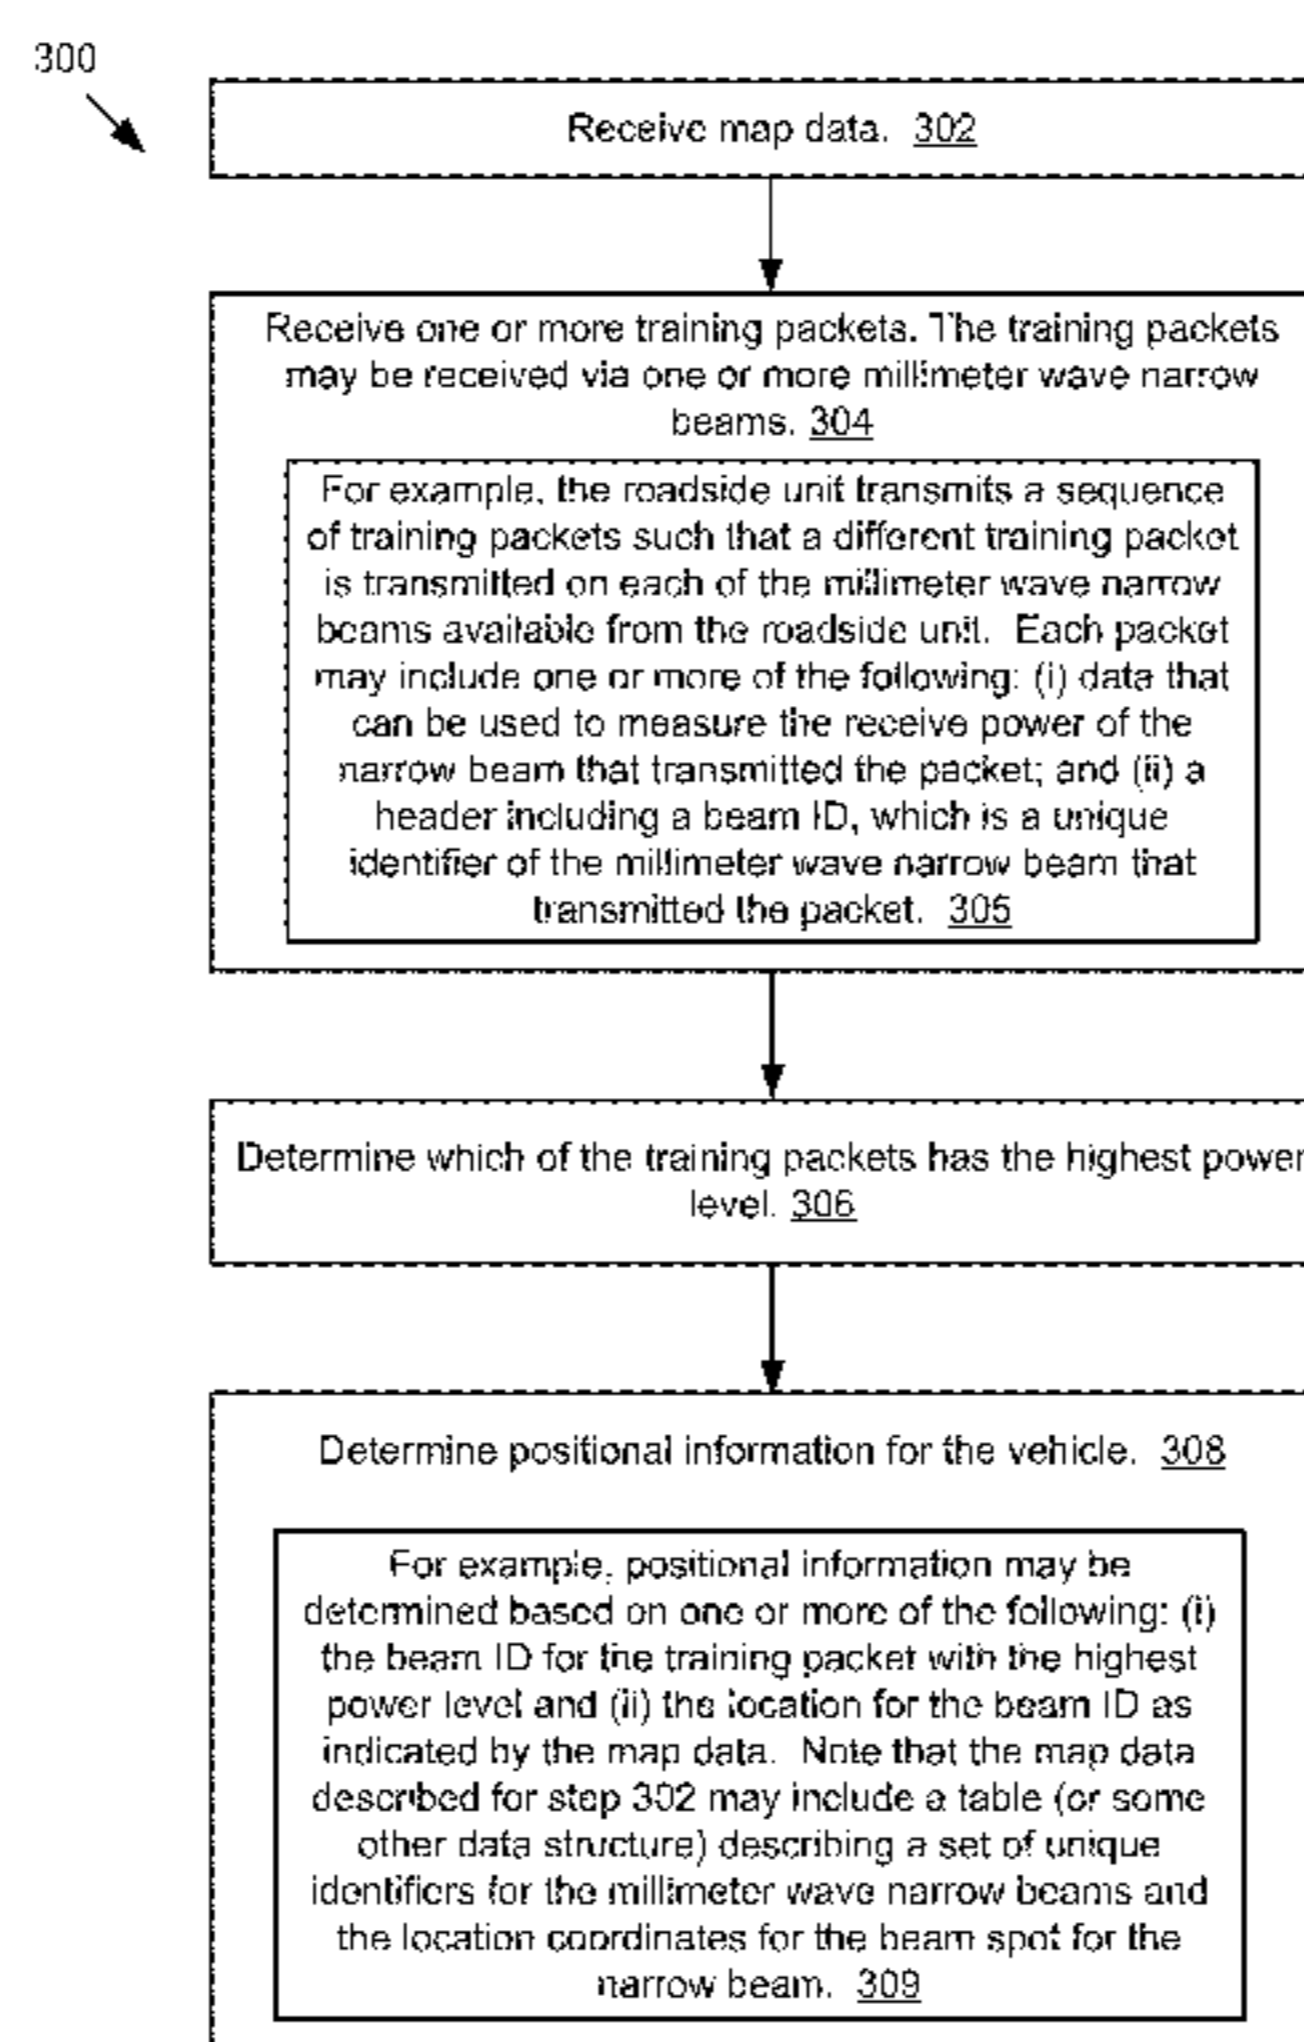 300
Receive map data. 302
Receive one or more training packets. The training packets
may be received via one or more millimeter wave narrow
beams. 304
For example, the roadside unit transmits a sequence
of training packets such that a different training packet
is transmitted on each of the millimeter wave narrow
beams available from the roadside unit. Each packet
may include one or more of the following: (i) data that
can be used to measure the receive power of the
narrow beam that transmitted the packet; and (ii) a
header including a beam ID, which is a unique
identifier of the millimeter wave narrow beam that
transmitted the packet. 305
Determine which of the training packets has the highest power
level. 306
Determine positional information for the vehicle. 308
For example, positional information may be
determined based on one or more of the following: (i)
the beam ID for the training packet with the highest
power level and (ii) the location for the beam ID as
indicated by the map data. Note that the map data
described for step 302 may include a table (or some
other data structure) describing a set of unique
identifiers for the millimeter wave narrow beams and
the location coordinates for the beam spot for the
narrow beam. 309